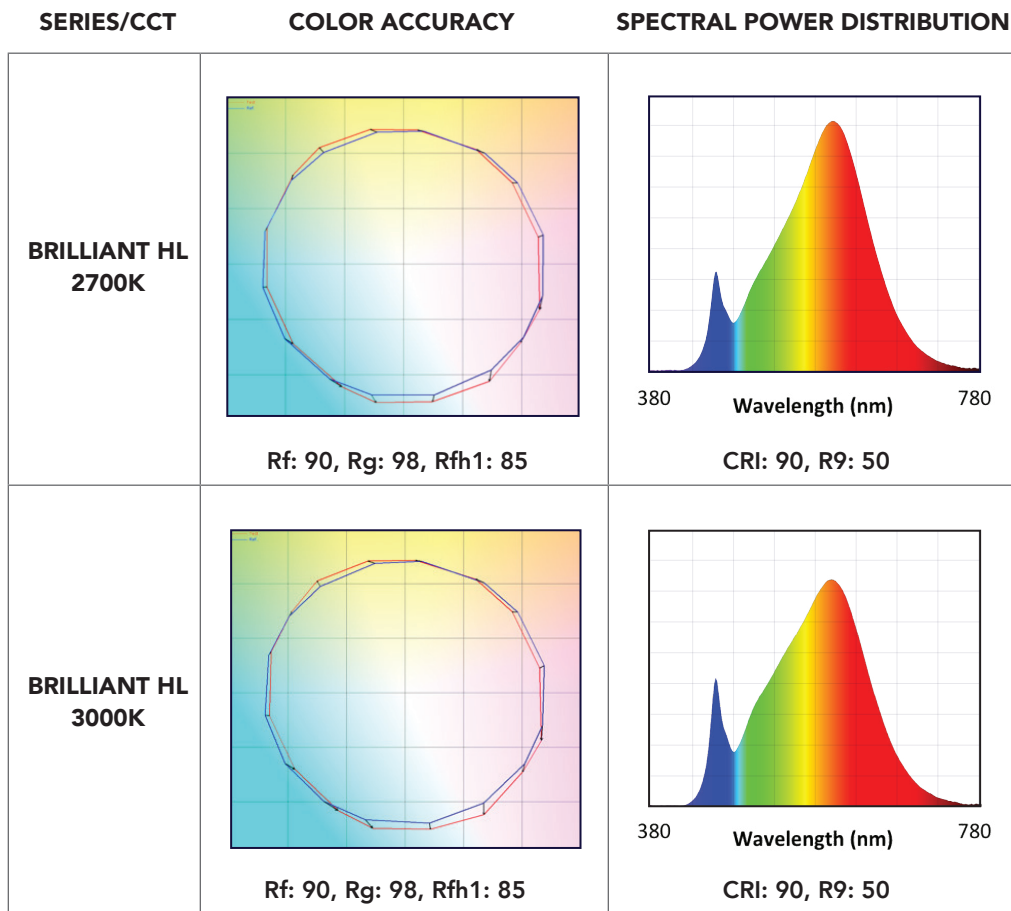 SERIES/CCT
COLOR ACCURACY
SPECTRAL POWER DISTRIBUTION
BRILLIANT HL
2700K
380
780
Wavelength (nm)
Rf: 90, Rg: 98, Rfh1: 85
CRI: 90, R9: 50
BRILLIANT HL
3000K
380
780
Wavelength (nm)
Rf: 90, Rg: 98, Rfh1: 85
CRI: 90, R9: 50